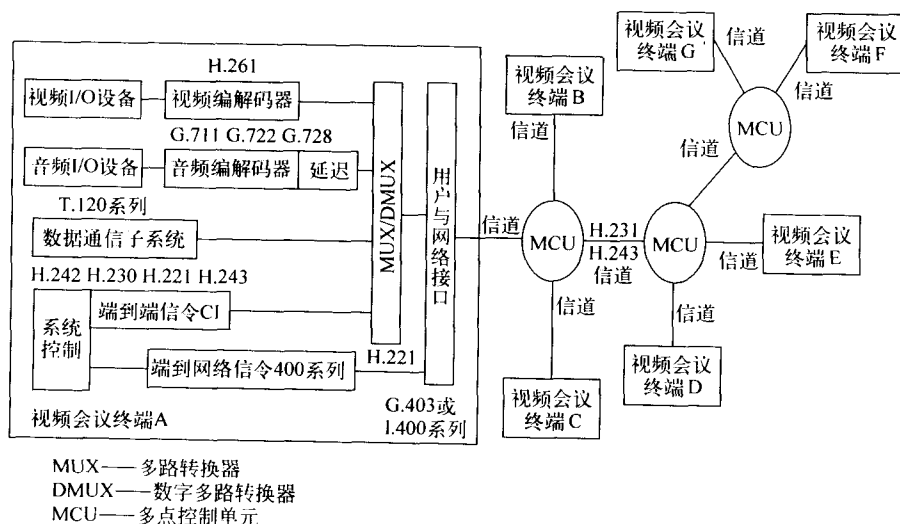 H.261
视频I/O设备
视频编解码器
G.711 G.722 G.728
音频I/O设备
音频编解码器
延迟
T.120系列
数据通信子系统
H.242 H.230 H.221 H.243
系统
控制
端到端信令CI
端到网络信令400系列
MUX/DMUX
H.221
用户与网络接口
G.403或
I.400系列
视频会议终端A
信道
MCU
视频会议
终端B
信道
信道
视频会议
终端C
H.231
H.243
信道
MCU
信道
视频会议
终端D
信道
视频会议
终端E
信道
MCU
视频会议
终端G
信道
视频会议
终端F
信道
MUX——多路转换器
DMUX——数字多路转换器
MCU——多点控制单元